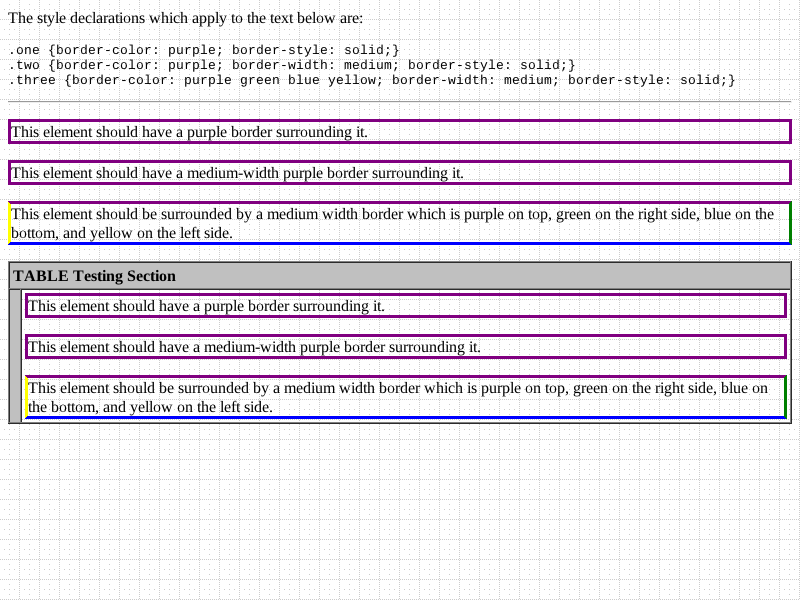 The style declarations which apply to the text below are:
.one {border-color: purple; border-style: solid;}
.two {border-color: purple; border-width: medium; border-style: solid;}
.three {border-color: purple green blue yellow; border-width: medium; border-style: solid;}
This element should have a purple border surrounding it.
This element should have a medium-width purple border surrounding it.
This element should be surrounded by a medium width border which is purple on top, green on the right side, blue on the
bottom, and yellow on the left side.
TABLE Testing Section
This element should have a purple border surrounding it.
This element should have a medium-width purple border surrounding it.
This element should be surrounded by a medium width border which is purple on top, green on the right side, blue on
the bottom, and yellow on the left side.